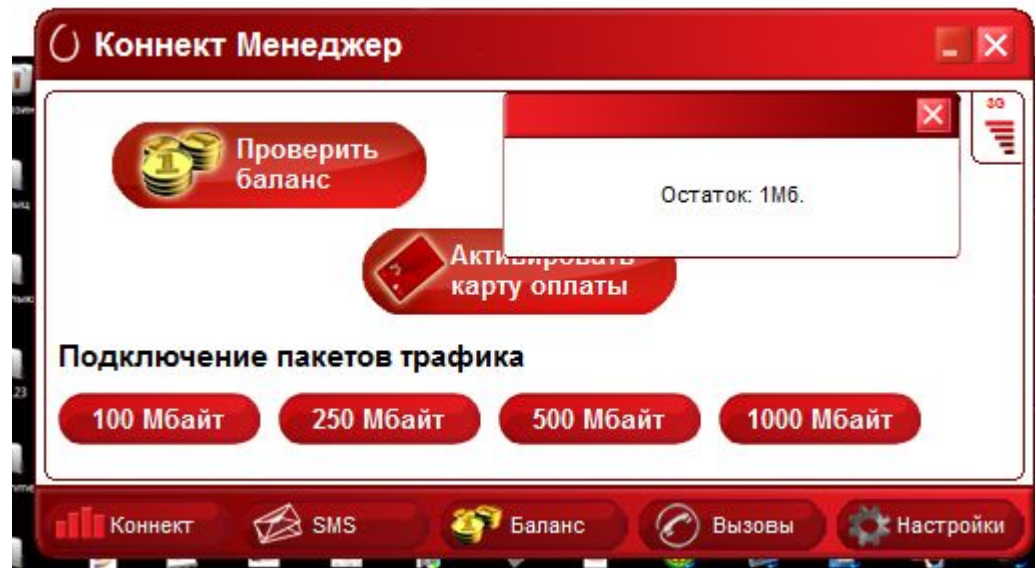 Коннект Менеджер
3G
Проверить
баланс
Остаток: 1Мб.
Активировать
карту оплаты
Подключение пакетов трафика
100 Мбайт
250 Мбайт
500 Мбайт
1000 Мбайт
Коннект
SMS
Баланс
Вызовы
Настройки